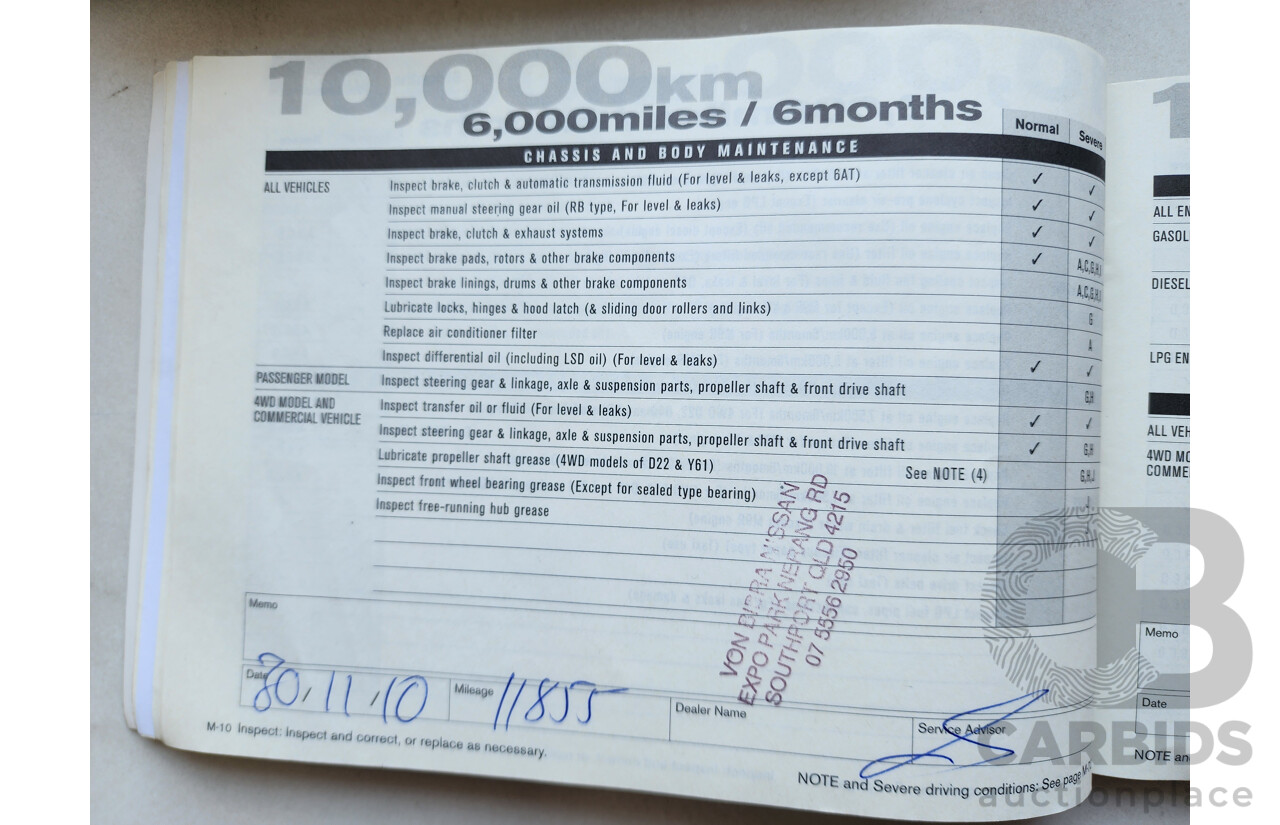 10,000km
6,000miles / 6months
Normal Severe
CHASSIS AND BODY MAINTENANCE
ALL VEHICLES Inspect brake, clutch & automatic transmission fluid (For level & leaks, except 6AT) ✓ ✓
Inspect manual steering gear oil (RB type, For level & leaks) ✓ ✓
Inspect brake, clutch & exhaust systems ✓ ✓
Inspect brake pads, rotors & other brake components ✓ A,C,G,H,I
Inspect brake linings, drums & other brake components A,C,G,H,I
Lubricate locks, hinges & hood latch (& sliding door rollers and links) G
Replace air conditioner filter A
Inspect differential oil (including LSD oil) (For level & leaks) ✓ ✓
PASSENGER MODEL Inspect steering gear & linkage, axle & suspension parts, propeller shaft & front drive shaft G,H
4WD MODEL AND Inspect transfer oil or fluid (For level & leaks) ✓ ✓
COMMERCIAL VEHICLE Inspect steering gear & linkage, axle & suspension parts, propeller shaft & front drive shaft ✓ G,H
Lubricate propeller shaft grease (4WD models of D22 & Y61) See NOTE (4) G,H,J
Inspect front wheel bearing grease (Except for sealed type bearing)
Inspect free-running hub grease
VON BIBRA NISSAN
EXPO PARK NERANG RD
SOUTHPORT QLD 4215
07 5556 2950
Memo
Date 30/11/10 Mileage 11855 Dealer Name Service Advisor
M-10 Inspect: Inspect and correct, or replace as necessary.
NOTE and Severe driving conditions: See page
1
ALL EN
GASOL
DIESEL
LPG EN
ALL VEH
4WD MO
COMME
Memo
Date
NOTE an
CB
CARBIDS
auctionplace